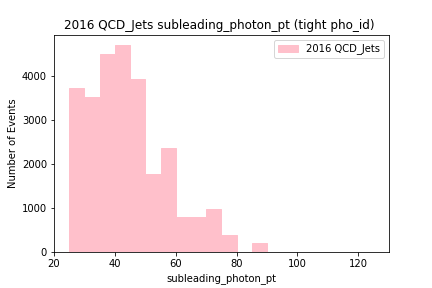 2016 QCD_Jets subleading_photon_pt (tight pho_id)
2016 QCD_Jets
Number of Events
4000
3000
2000
1000
0
20
40
60
80
100
120
subleading_photon_pt